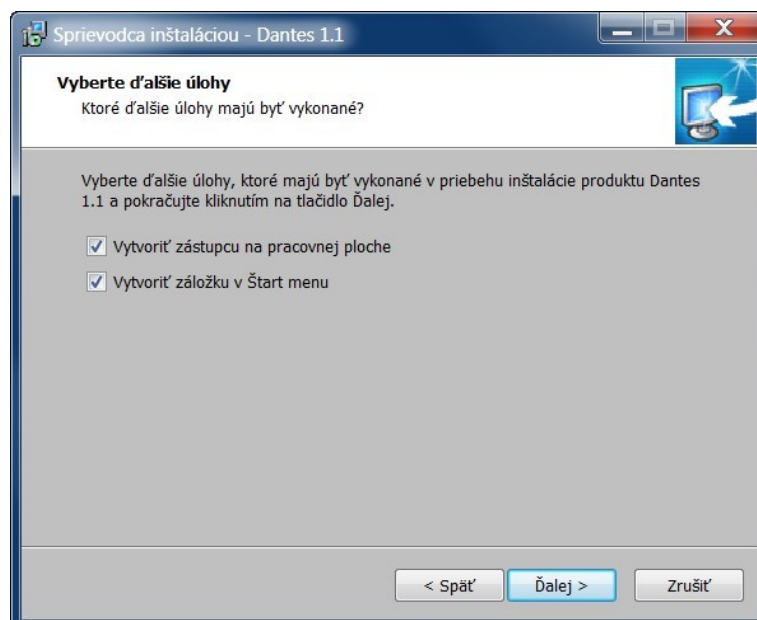 Sprievodca inštaláciou - Dantes 1.1
Vyberte ďalšie úlohy
Ktoré ďalšie úlohy majú byť vykonané?
Vyberte ďalšie úlohy, ktoré majú byť vykonané v priebehu inštalácie produktu Dantes
1.1 a pokračujte kliknutím na tlačidlo Ďalej.
Vytvoriť zástupcu na pracovnej ploche
Vytvoriť záložku v Štart menu
< Späť
Ďalej >
Zrušiť